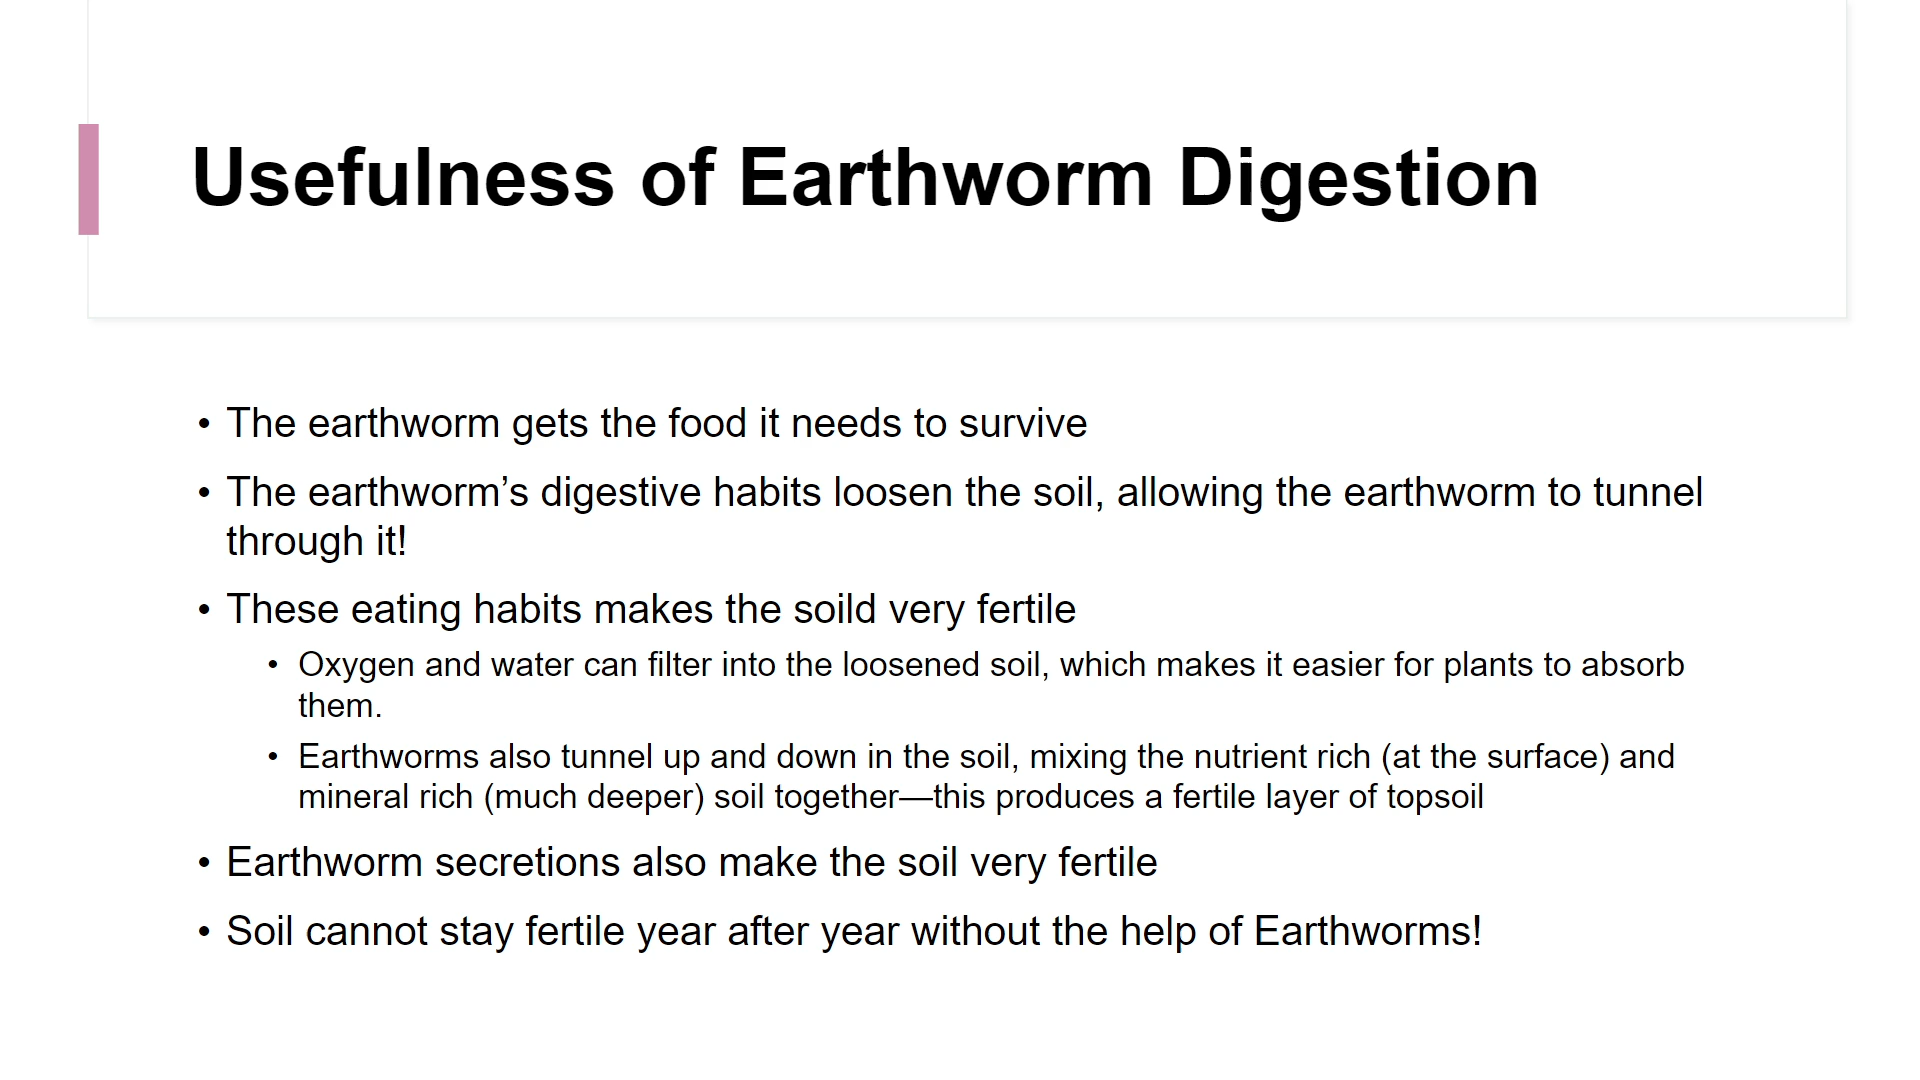 Usefulness of Earthworm Digestion
• The earthworm gets the food it needs to survive
• The earthworm’s digestive habits loosen the soil, allowing the earthworm to tunnel
through it!
• These eating habits makes the soild very fertile
• Oxygen and water can filter into the loosened soil, which makes it easier for plants to absorb
them.
• Earthworms also tunnel up and down in the soil, mixing the nutrient rich (at the surface) and
mineral rich (much deeper) soil together—this produces a fertile layer of topsoil
• Earthworm secretions also make the soil very fertile
• Soil cannot stay fertile year after year without the help of Earthworms!